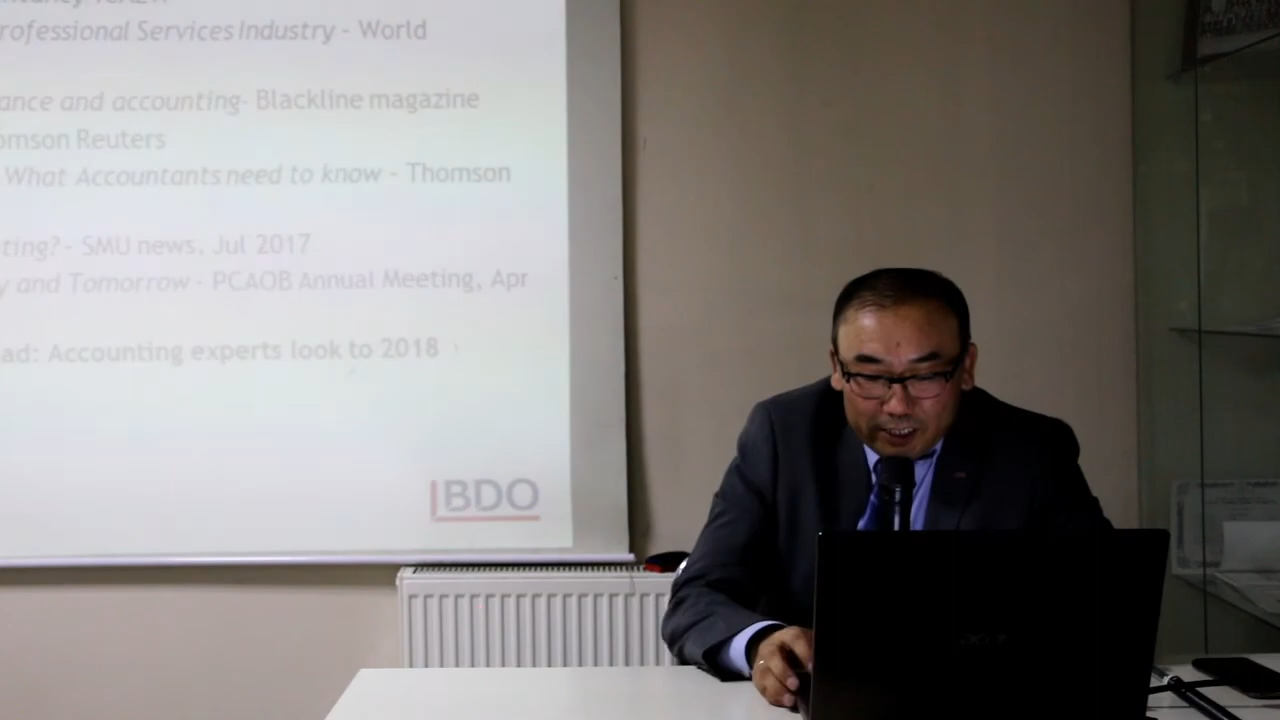 rofessional Services Industry - World
ance and accounting- Blackline magazine
omson Reuters
What Accountants need to know - Thomson
ting? - SMU news, Jul 2017
y and Tomorrow - PCAOB Annual Meeting, Apr
ad: Accounting experts look to 2018
BDO
acer